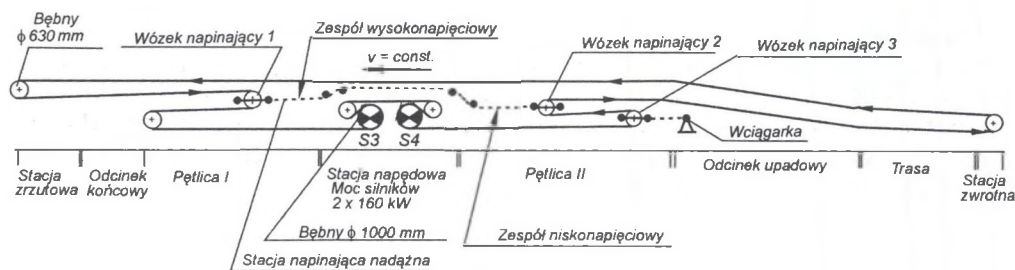 Bębny
ϕ 630 mm
Wózek napinający 1
Zespół wysokonapięciowy
v = const.
Wózek napinający 2
Wózek napinający 3
S3
S4
Wciągarka
Stacja
zrzutowa
Odcinek
końcowy
Pętlica I
Stacja napędowa
Moc silników
2 x 160 kW
Pętlica II
Odcinek upadowy
Trasa
Stacja
zwrotna
Bębny ϕ 1000 mm
Zespół niskonapięciowy
Stacja napinająca nadążna